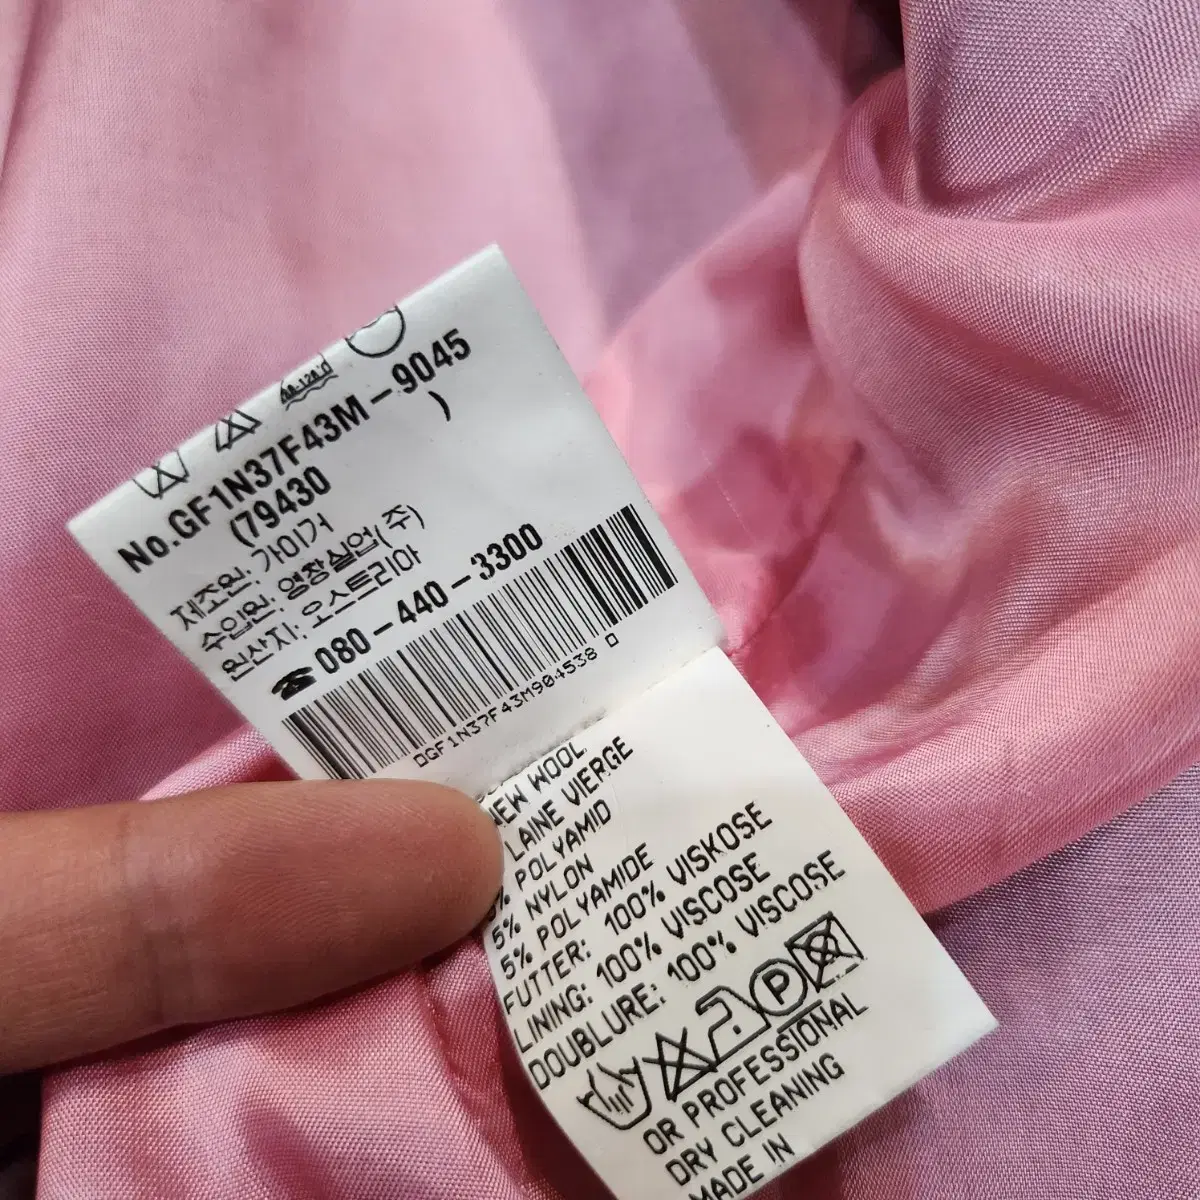 No.GF1N37F43M-9045
(79430 )
제조원: 가이거
수입원: 영창실업(주)
원산지: 오스트리아
☎080-440-3300
DGF1N37F43M904538 D
NEW WOOL
LAINE VIERGE
% POLYAMID
5% NYLON
5% POLYAMIDE
FUTTER: 100% VISKOSE
LINING: 100% VISCOSE
DOUBLURE: 100% VISCOSE
P
OR PROFESSIONAL
DRY CLEANING
MADE IN